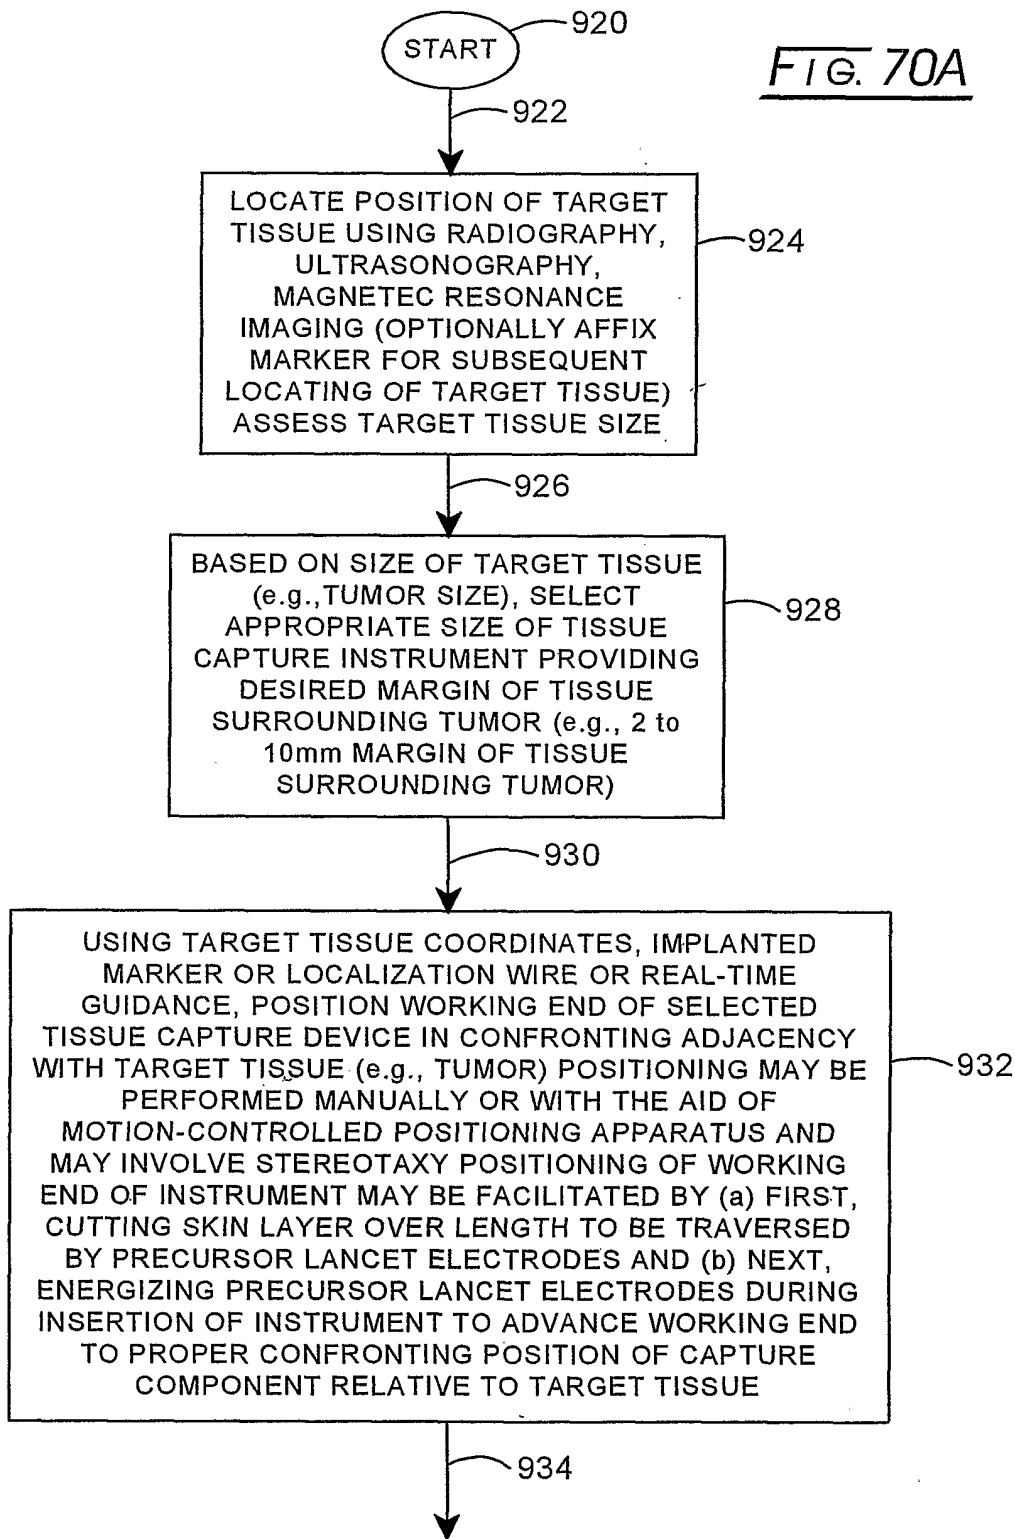 START
920
FIG. 70A
922
LOCATE POSITION OF TARGET
TISSUE USING RADIOGRAPHY,
ULTRASONOGRAPHY,
MAGNETEC RESONANCE
IMAGING (OPTIONALLY AFFIX
MARKER FOR SUBSEQUENT
LOCATING OF TARGET TISSUE)
ASSESS TARGET TISSUE SIZE
924
926
BASED ON SIZE OF TARGET TISSUE
(e.g.,TUMOR SIZE), SELECT
APPROPRIATE SIZE OF TISSUE
CAPTURE INSTRUMENT PROVIDING
DESIRED MARGIN OF TISSUE
SURROUNDING TUMOR (e.g., 2 to
10mm MARGIN OF TISSUE
SURROUNDING TUMOR)
928
930
USING TARGET TISSUE COORDINATES, IMPLANTED
MARKER OR LOCALIZATION WIRE OR REAL-TIME
GUIDANCE, POSITION WORKING END OF SELECTED
TISSUE CAPTURE DEVICE IN CONFRONTING ADJACENCY
WITH TARGET TISSUE (e.g., TUMOR) POSITIONING MAY BE
PERFORMED MANUALLY OR WITH THE AID OF
MOTION-CONTROLLED POSITIONING APPARATUS AND
MAY INVOLVE STEREOTAXY POSITIONING OF WORKING
END OF INSTRUMENT MAY BE FACILITATED BY (a) FIRST,
CUTTING SKIN LAYER OVER LENGTH TO BE TRAVERSED
BY PRECURSOR LANCET ELECTRODES AND (b) NEXT,
ENERGIZING PRECURSOR LANCET ELECTRODES DURING
INSERTION OF INSTRUMENT TO ADVANCE WORKING END
TO PROPER CONFRONTING POSITION OF CAPTURE
COMPONENT RELATIVE TO TARGET TISSUE
932
934